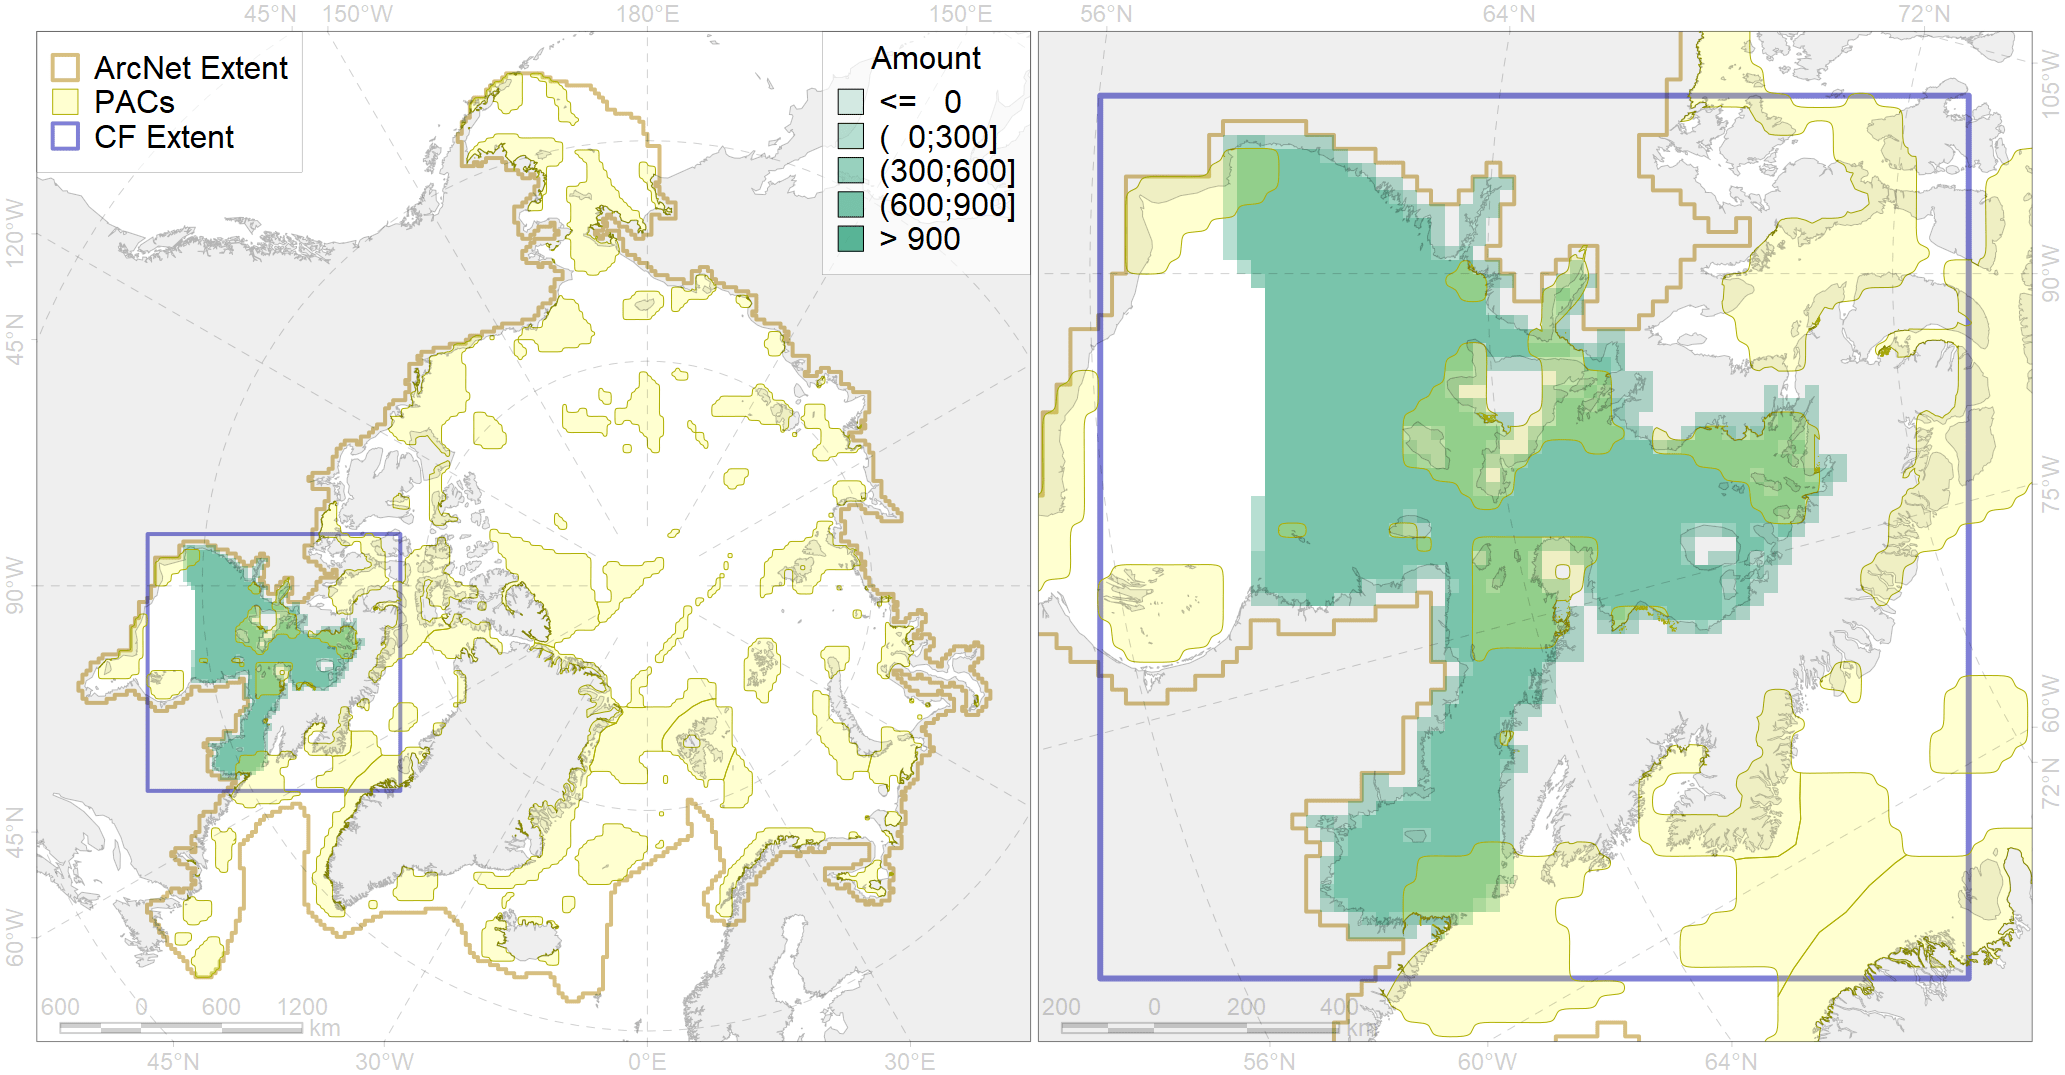 45°N 150°W 180°E 150°E 56°N 64°N 72°N
ArcNet Extent
PACs
CF Extent
Amount
<= 0
( 0;300]
(300;600]
(600;900]
> 900
120°W
45°N
90°W
45°N
60°W
105°W
90°W
75°W
60°W
72°N
600 0 600 1200
km
200 0 200 400
km
45°N 30°W 0°E 30°E 56°N 60°W 64°N